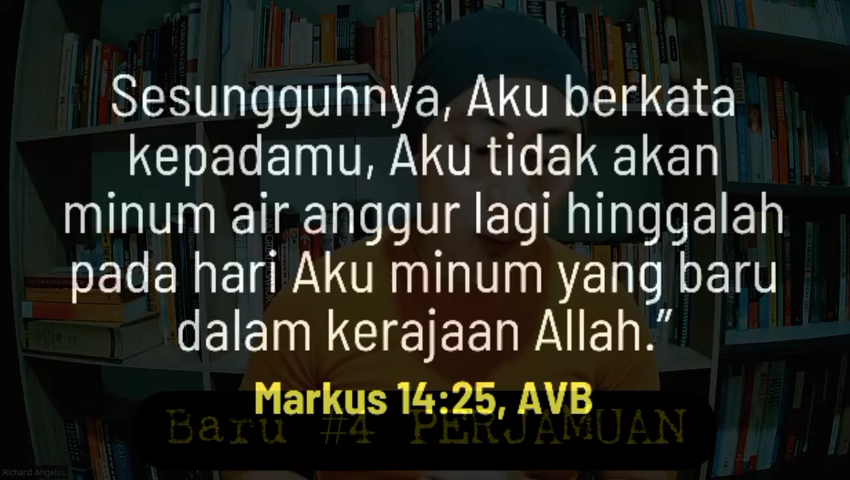 Sesungguhnya, Aku berkata
kepadamu, Aku tidak akan
minum air anggur lagi hinggalah
pada hari Aku minum yang baru
dalam kerajaan Allah.”
Markus 14:25, AVB
Baru #4 PERJAMUAN
Richard Angelus